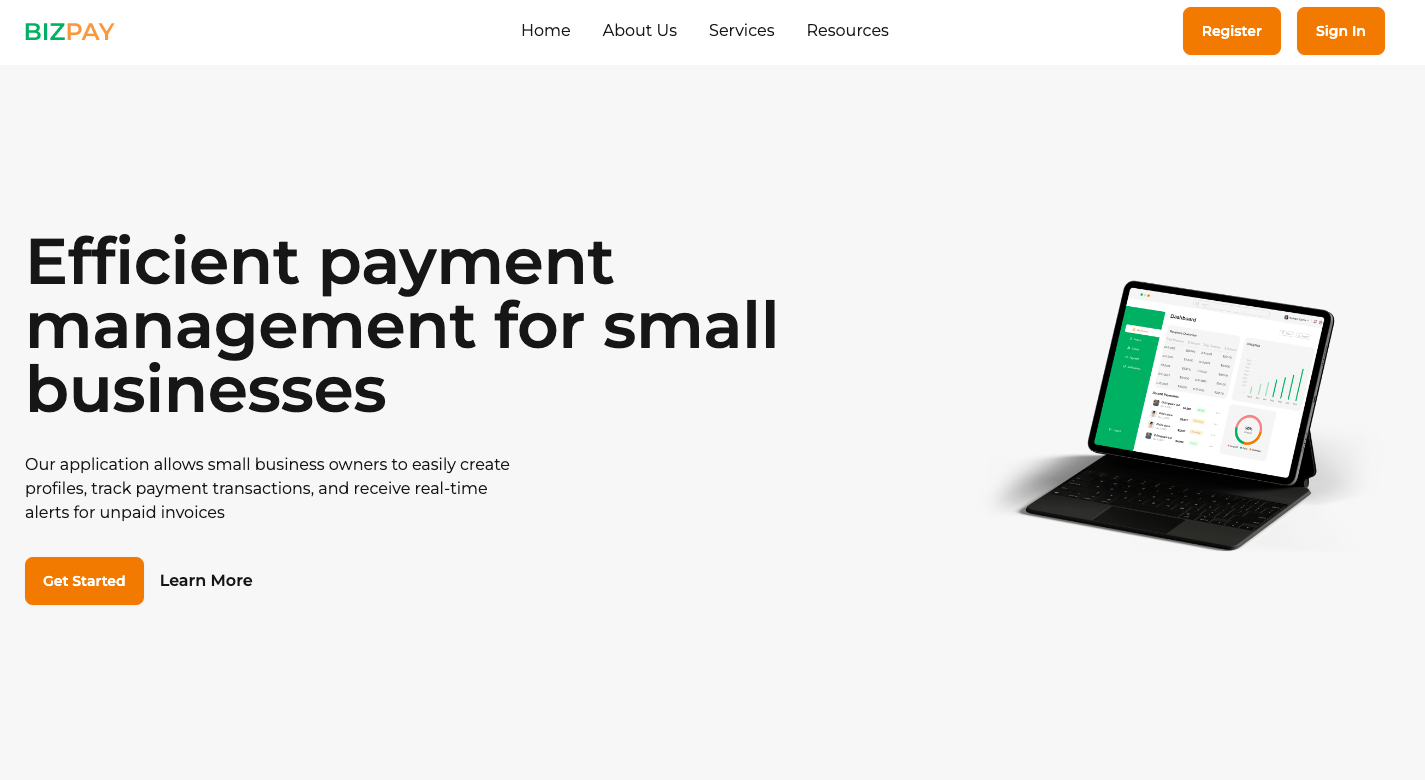 BIZPAY
Home
About Us
Services
Resources
Register
Sign In
Efficient payment
management for small
businesses
Our application allows small business owners to easily create
profiles, track payment transactions, and receive real-time
alerts for unpaid invoices
Get Started
Learn More
Dashboard